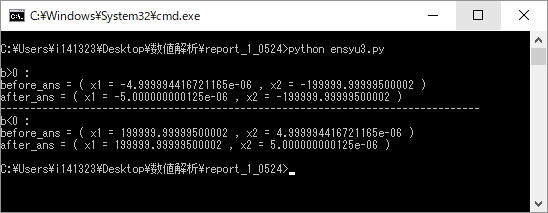 C:¥Windows¥System32¥cmd.exe
C:¥Users¥i141323¥Desktop¥数値解析¥report_1_0524>python ensyu3.py
b>0 :
before_ans = ( x1 = -4.999994416721165e-06 , x2 = -199999.99999500002 )
after_ans = ( x1 = -5.000000000125e-06 , x2 = -199999.99999500002 )
--------------------------------------------------------------------------------
b<0 :
before_ans = ( x1 = 199999.99999500002 , x2 = 4.999994416721165e-06 )
after_ans = ( x1 = 199999.99999500002 , x2 = 5.000000000125e-06 )
C:¥Users¥i141323¥Desktop¥数値解析¥report_1_0524>